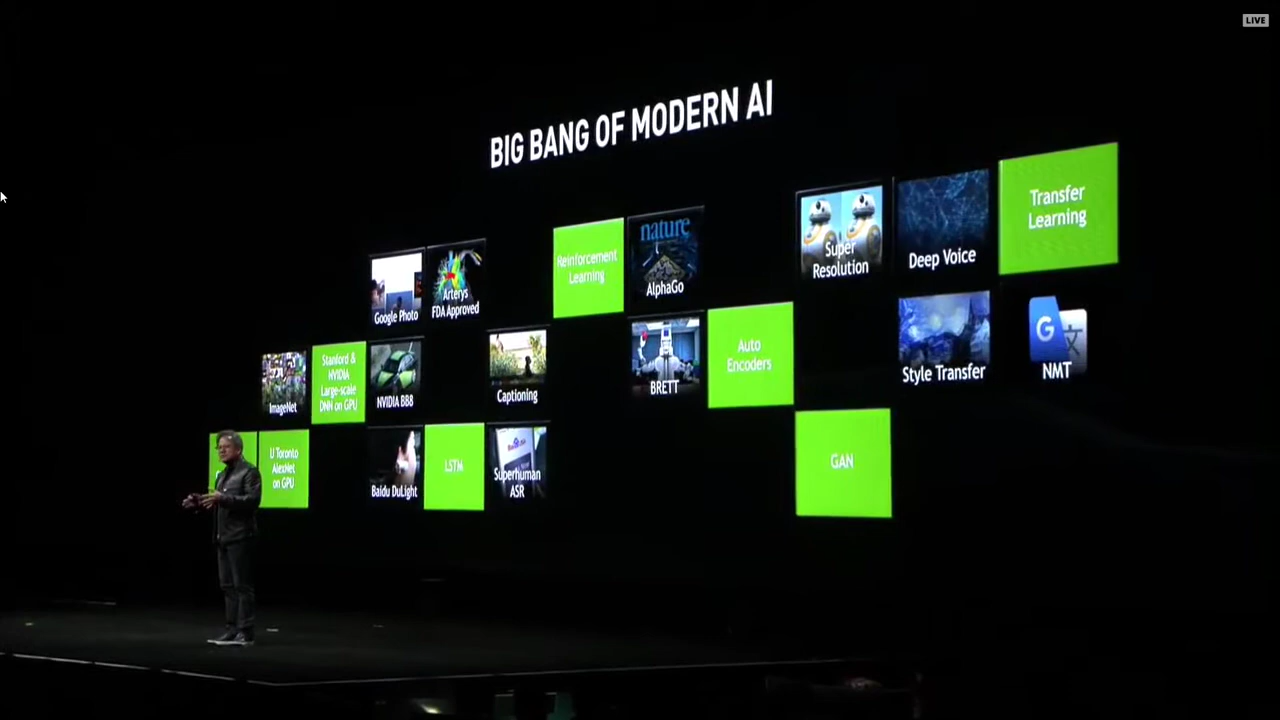 LIVE
BIG BANG OF MODERN AI
Google Photo
Arterys
FDA Approved
Reinforcement
Learning
nature
AlphaGo
Super
Resolution
Deep Voice
Transfer
Learning
ImageNet
Stanford &
NVIDIA
Large-scale
DNN on GPU
NVIDIA BB8
Captioning
BRETT
Auto
Encoders
Style Transfer
G
文
NMT
U Toronto
AlexNet
on GPU
Baidu DuLight
LSTM
Superhuman
ASR
GAN